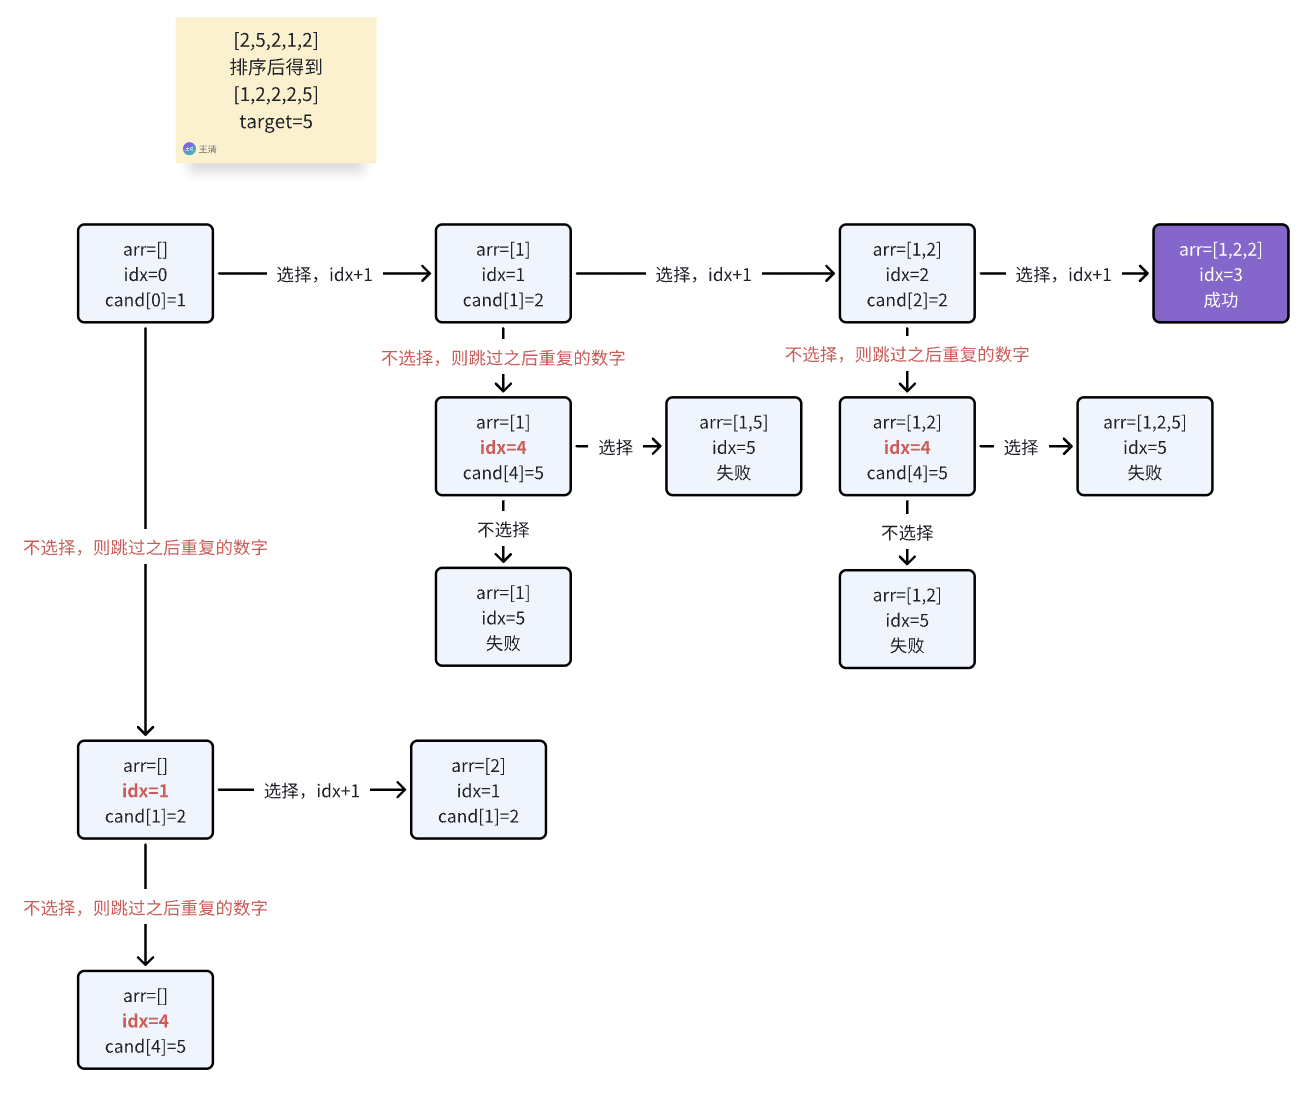 [2,5,2,1,2]
排序后得到
[1,2,2,2,5]
target=5
王清
arr=[]
idx=0
cand[0]=1
选择，idx+1
arr=[1]
idx=1
cand[1]=2
选择，idx+1
arr=[1,2]
idx=2
cand[2]=2
选择，idx+1
arr=[1,2,2]
idx=3
成功
不选择，则跳过之后重复的数字
不选择，则跳过之后重复的数字
arr=[1]
idx=4
cand[4]=5
选择
arr=[1,5]
idx=5
失败
arr=[1,2]
idx=4
cand[4]=5
选择
arr=[1,2,5]
idx=5
失败
不选择
不选择
不选择，则跳过之后重复的数字
arr=[1]
idx=5
失败
arr=[1,2]
idx=5
失败
arr=[]
idx=1
cand[1]=2
选择，idx+1
arr=[2]
idx=1
cand[1]=2
不选择，则跳过之后重复的数字
arr=[]
idx=4
cand[4]=5